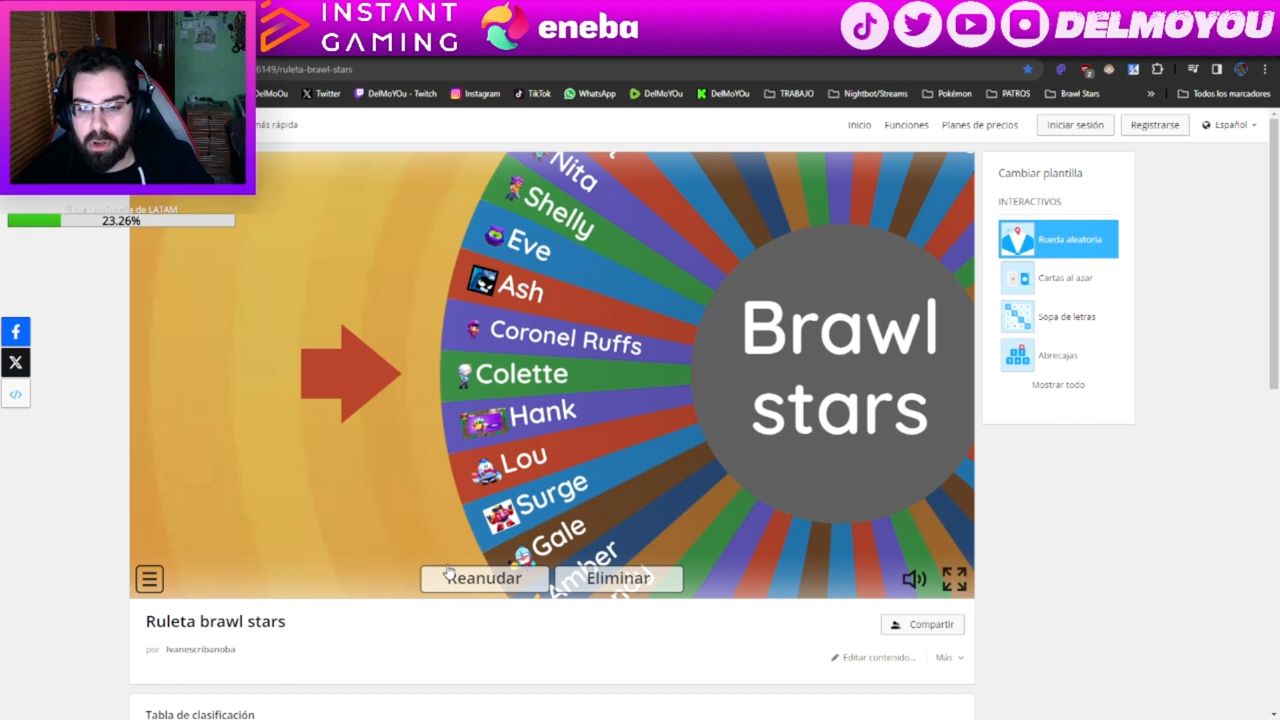 INSTANT
GAMING
eneba
DELMOYOU
6149/ruleta-brawl-stars
DelMoOu
Twitter
DelMoYOU - Twitch
Instagram
TikTok
WhatsApp
DelMoYOu
DelMoYOu
TRABAJO
Nightbot/Streams
Pokémon
PATROS
Brawl Stars
»
Todos los marcadores
más rápida
Inicio
Funciones
Planes de precios
Iniciar sesión
Registrarse
Español
de LATAM
23.26%
Nita
Shelly
Eve
Ash
Coronel Ruffs
Colette
Hank
Lou
Surge
Gale
Amber
Brawl
stars
Reanudar
Eliminar
Cambiar plantilla
INTERACTIVOS
Rueda aleatoria
Cartas al azar
Sopa de letras
Abrecajas
Mostrar todo
Ruleta brawl stars
por Ivanescribanoba
Compartir
Editar contenido...
Más
Tabla de clasificación